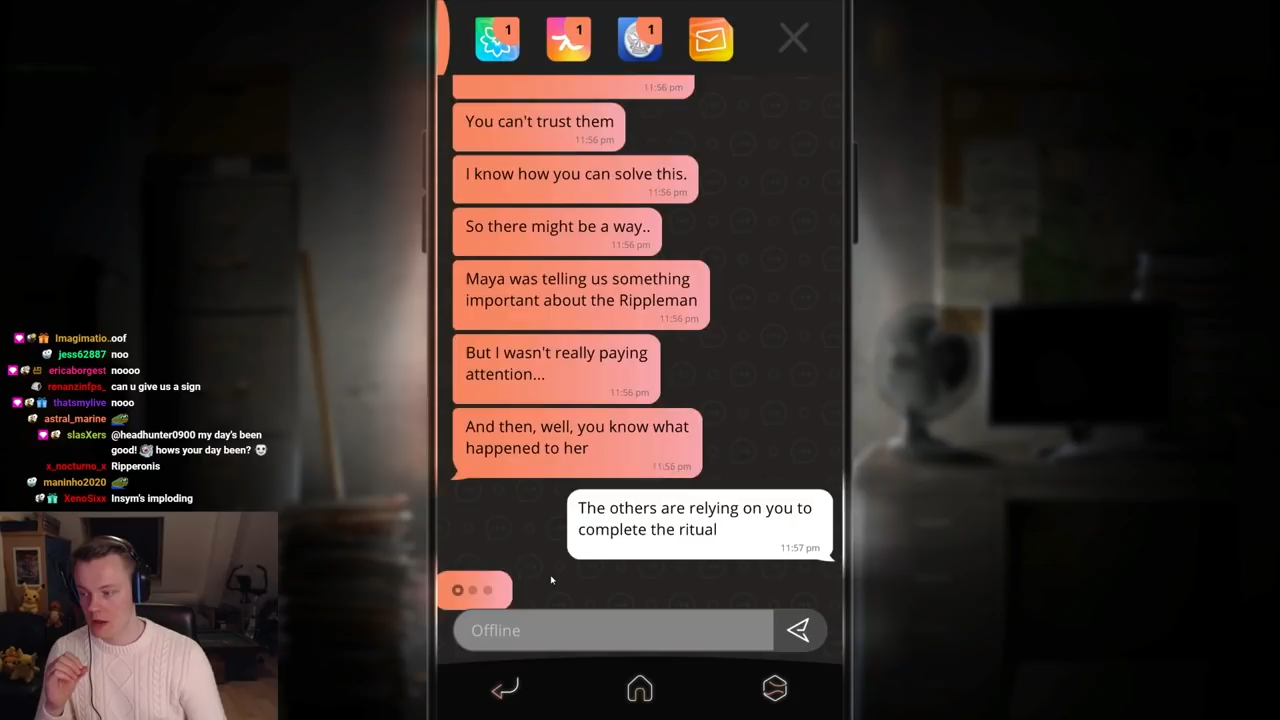 1
1
1
11:56 pm
You can't trust them
11:56 pm
I know how you can solve this.
11:56 pm
So there might be a way..
11:56 pm
Maya was telling us something
important about the Rippleman
11:56 pm
But I wasn't really paying
attention...
11:56 pm
And then, well, you know what
happened to her
11:56 pm
The others are relying on you to
complete the ritual
11:57 pm
Offline
Imaginatio.. oof
jess62887 noo
ericaborgest noooo
renanzinfps_ can u give us a sign
thatsmylive nooo
astral_marine
slasXers @headhunter0900 my day's been
good! hows your day been?
x_nocturno_x Ripperonis
maninho2020
XenoSixx Insym's imploding